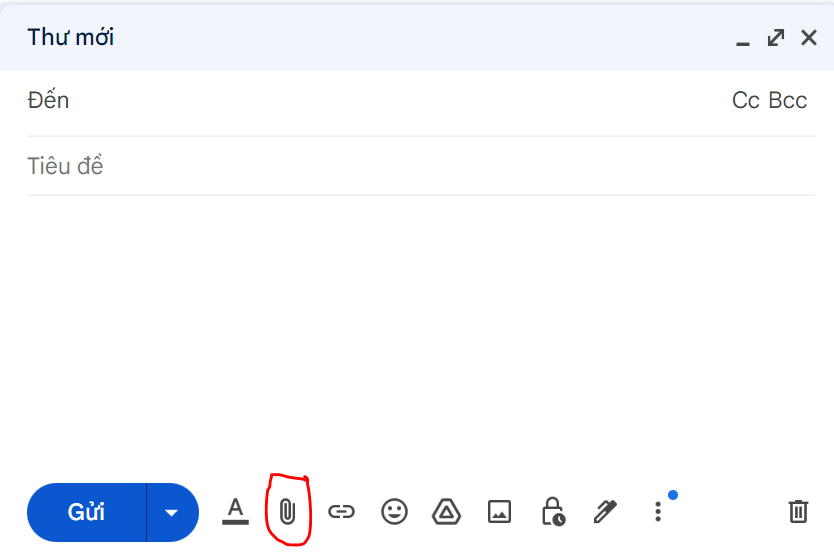 Thư mới
Đến Cc Bcc
Tiêu đề
Gửi A